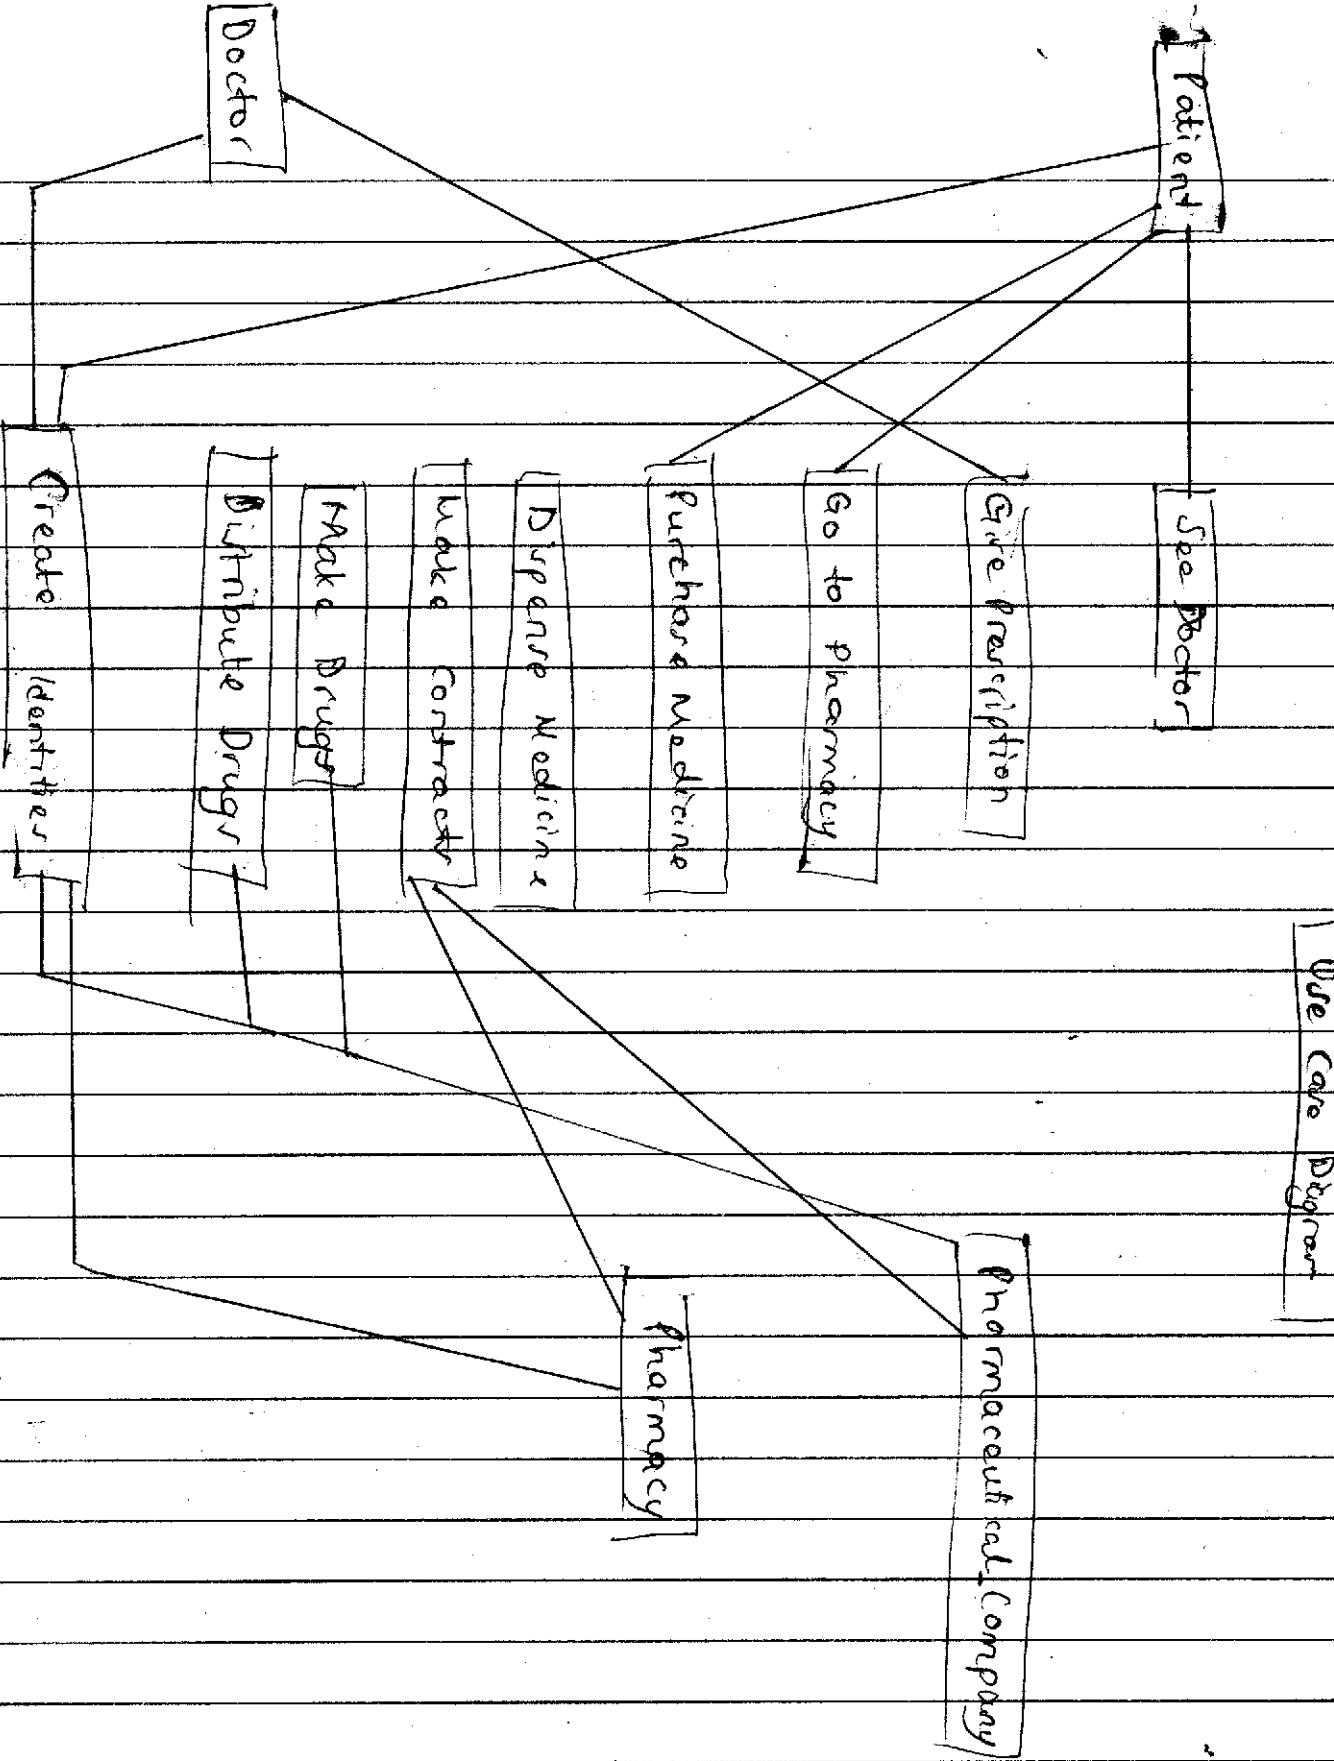 Use Case Diagram
Patient
See Doctor
Give Prescription
Pharmaceutical Company
Go to Pharmacy
Purchase Medicine
Pharmacy
Dispense Medicine
Make Contracts
Make Drugs
Doctor
Distribute Drugs
Create Identities